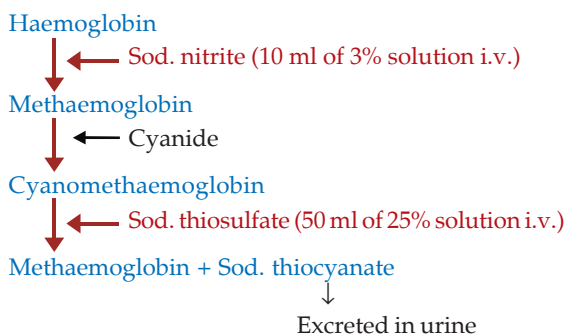 Haemoglobin
Sod. nitrite (10 ml of 3% solution i.v.)
Methaemoglobin
Cyanide
Cyanomethaemoglobin
Sod. thiosulfate (50 ml of 25% solution i.v.)
Methaemoglobin + Sod. thiocyanate
Excreted in urine